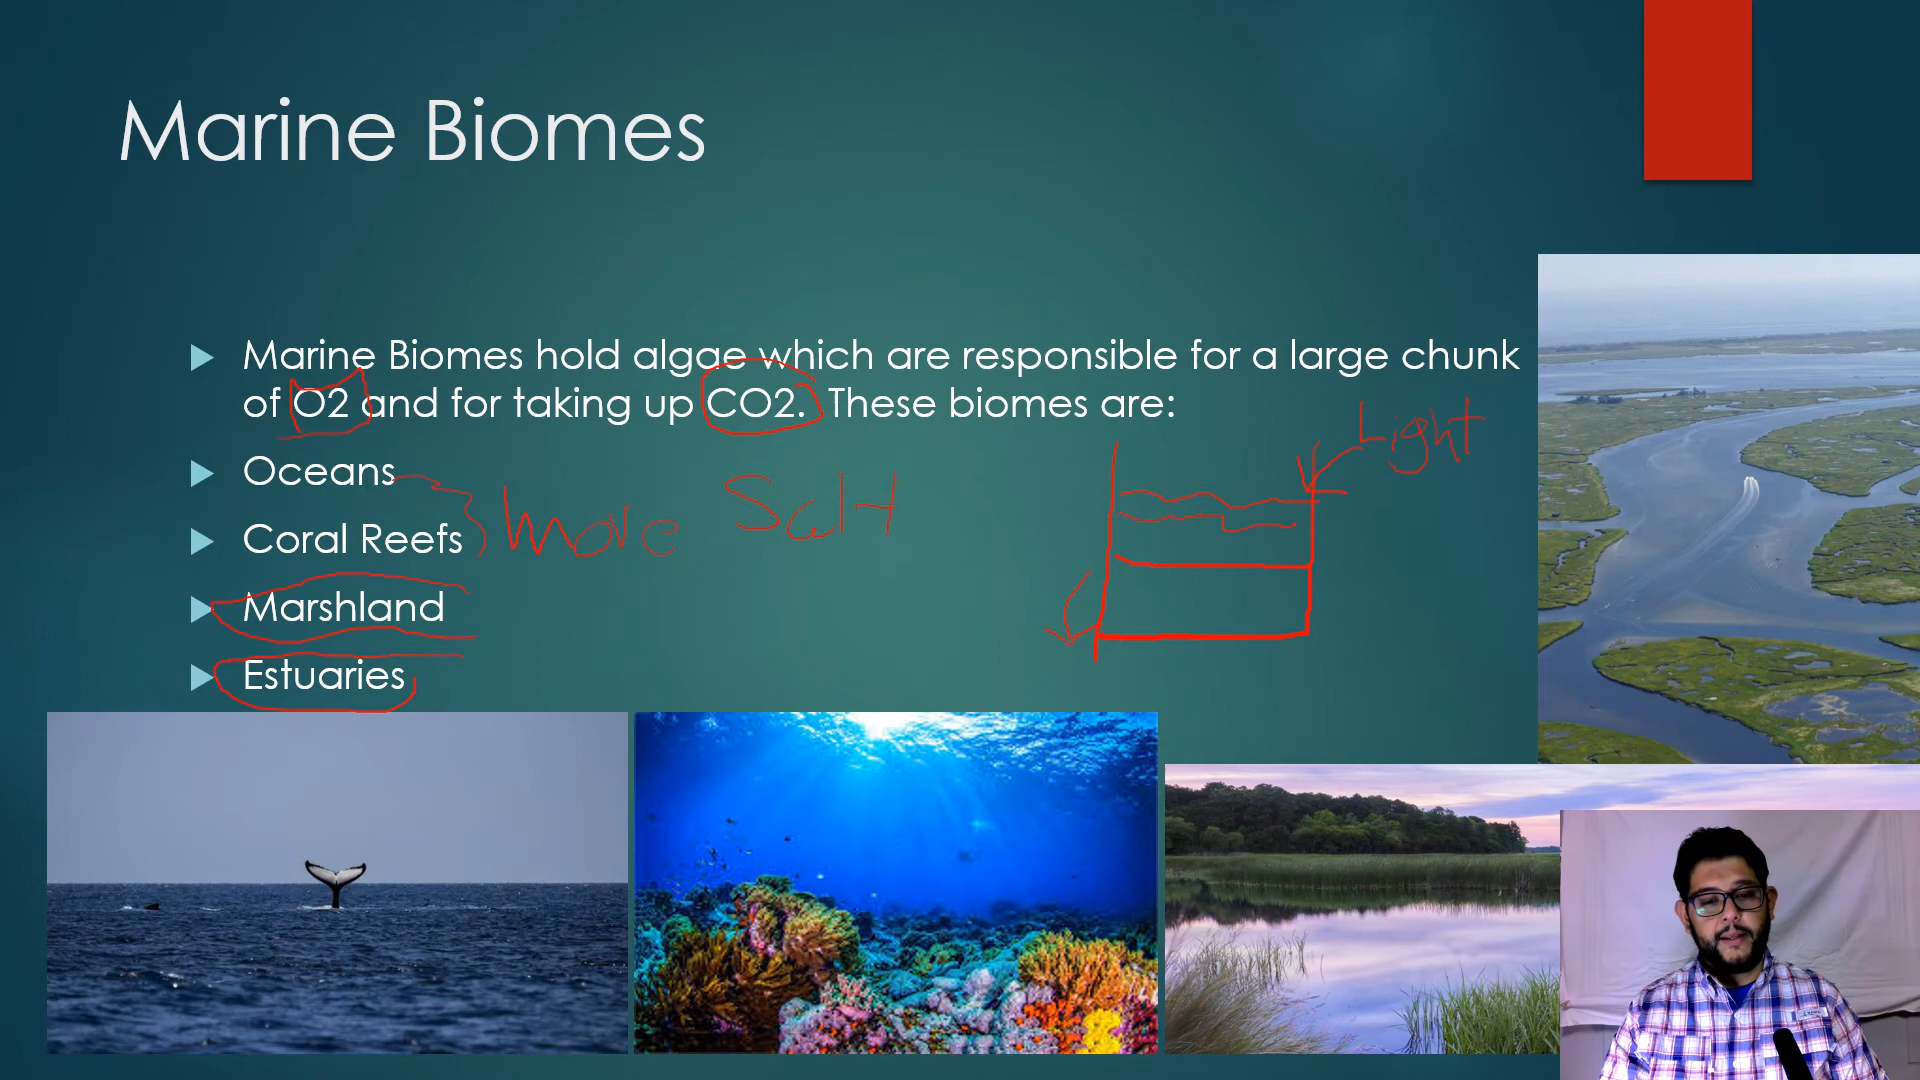 Marine Biomes
Marine Biomes hold algae which are responsible for a large chunk
of O2 and for taking up CO2. These biomes are:
Light
Oceans
more Salt
Coral Reefs
Marshland
Estuaries